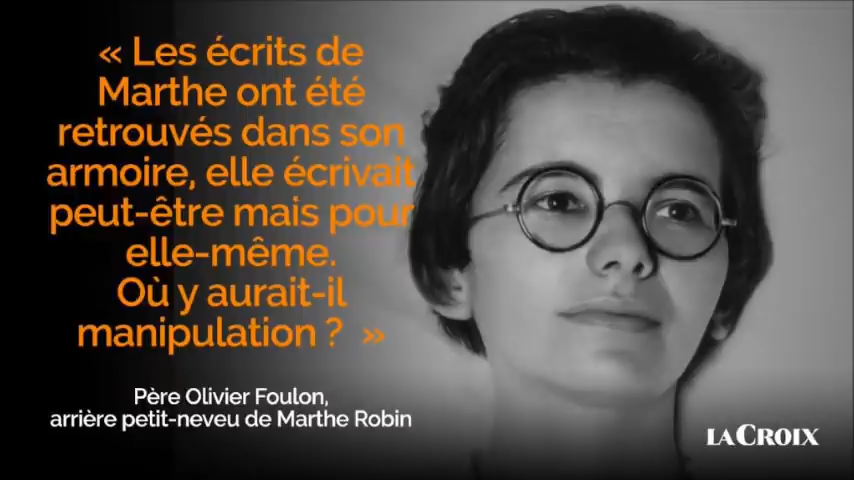 « Les écrits de
Marthe ont été
retrouvés dans son
armoire, elle écrivait
peut-être mais pour
elle-même.
Où y aurait-il
manipulation ? »
Père Olivier Foulon,
arrière petit-neveu de Marthe Robin
LA CROIX